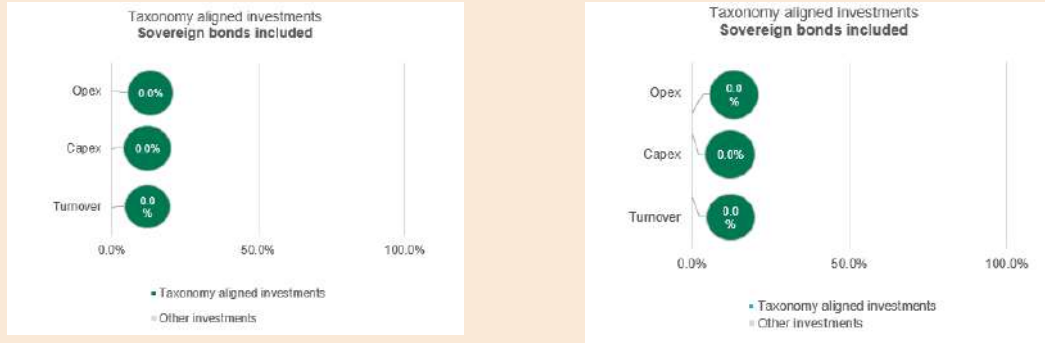 Taxonomy aligned investments
Sovereign bonds included
Opex
0.0%
Capex
0.0%
Turnover
0.0
%
0.0%
50.0%
100.0%
Taxonomy aligned investments
Other investments
Taxonomy aligned investments
Sovereign bonds included
Opex
0.0
%
Capex
0.0%
Turnover
0.0
%
0.0%
50.0%
100.0%
Taxonomy aligned investments
Other investments